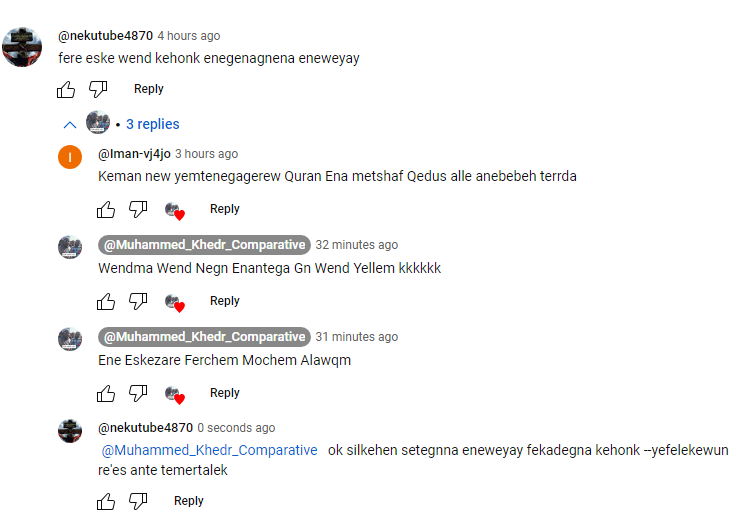 @nekutube4870 4 hours ago
fere eske wend kehonk enegenagnena eneweyay
Reply
• 3 replies
I
@Iman-vj4jo 3 hours ago
Keman new yemtenegagerew Quran Ena metshaf Qedus alle anebebeh terrda
Reply
@Muhammed_Khedr_Comparative 32 minutes ago
Wendma Wend Negn Enantega Gn Wend Yellem kkkkkk
Reply
@Muhammed_Khedr_Comparative 31 minutes ago
Ene Eskezare Ferchem Mochem Alawqm
Reply
@nekutube4870 0 seconds ago
@Muhammed_Khedr_Comparative ok silkehen setegnna eneweyay fekadegna kehonk --yefelekewun
re'es ante temertalek
Reply